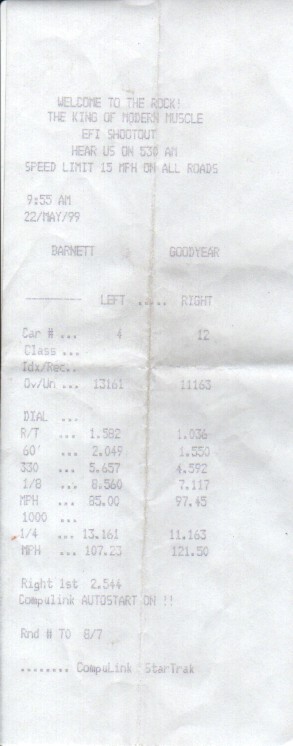 WELCOME TO THE ROCK!
THE KING OF MODERN MUSCLE
EFI SHOOTOUT
HEAR US ON 530 AM
SPEED LIMIT 15 MPH ON ALL ROADS
9:55 AM
22/MAY/99
BARNETT GOODYEAR
--------- LEFT ..... RIGHT
Car # ... 4 12
Class ...
Idx/Rec..
Ov/Un ... 13161 11163
DIAL ...
R/T ... 1.582 1.036
60' ... 2.049 1.550
330 ... 5.657 4.592
1/8 ... 8.560 7.117
MPH ... 85.00 97.45
1000 ...
1/4 ... 13.161 11.163
MPH ... 107.23 121.50
Right 1st 2.544
Compulink AUTOSTART ON !!
Rnd # TO 8/7
........ CompuLink StarTrak